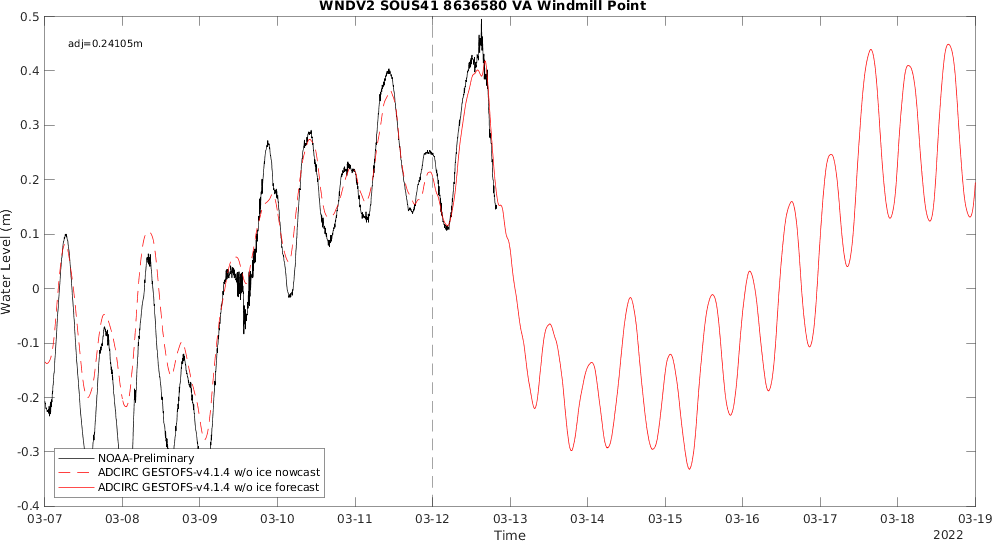 WNDV2 SOUS41 8636580 VA Windmill Point
adj=0.24105m
Water Level (m)
0.5
0.4
0.3
0.2
0.1
0
-0.1
-0.2
-0.3
-0.4
NOAA-Preliminary
ADCIRC GESTOFS-v4.1.4 w/o ice nowcast
ADCIRC GESTOFS-v4.1.4 w/o ice forecast
03-07 03-08 03-09 03-10 03-11 03-12 03-13 03-14 03-15 03-16 03-17 03-18 03-19
Time
2022